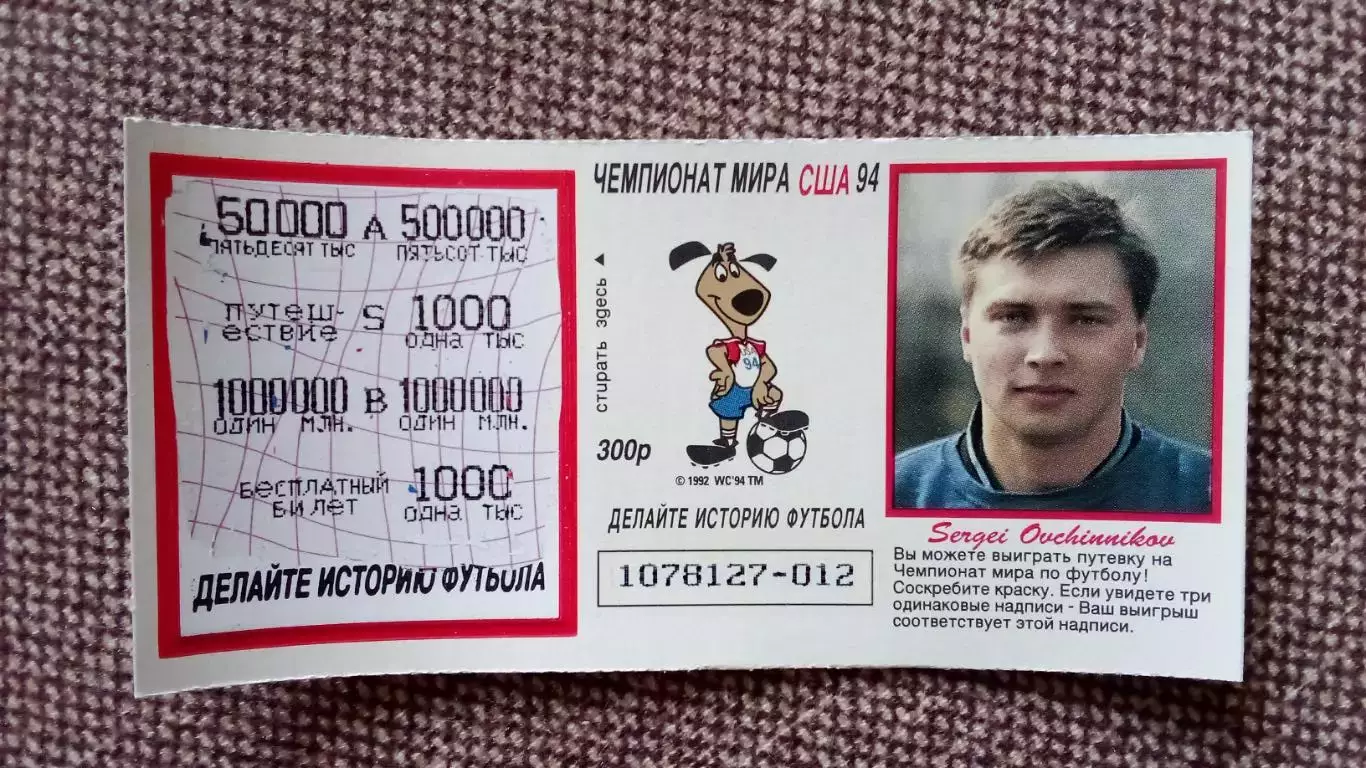 50000 А 500000
ПЯТЬДЕСЯТ ТЫС ПЯТЬСОТ ТЫС
ПУТЕШ-
ЕСТВИЕ S 1000
ОДНА ТЫС
1000000 В 1000000
ОДИН МЛН. ОДИН МЛН.
БЕСПЛАТНЫЙ
БИЛЕТ 1000
ОДНА ТЫС
ДЕЛАЙТЕ ИСТОРИЮ ФУТБОЛА
стирать здесь
ЧЕМПИОНАТ МИРА США 94
USA
94
300р
© 1992 WC'94 TM
ДЕЛАЙТЕ ИСТОРИЮ ФУТБОЛА
1078127-012
Sergei Ovchinnikov
Вы можете выиграть путевку на
Чемпионат мира по футболу!
Соскребите краску. Если увидете три
одинаковые надписи - Ваш выигрыш
соответствует этой надписи.